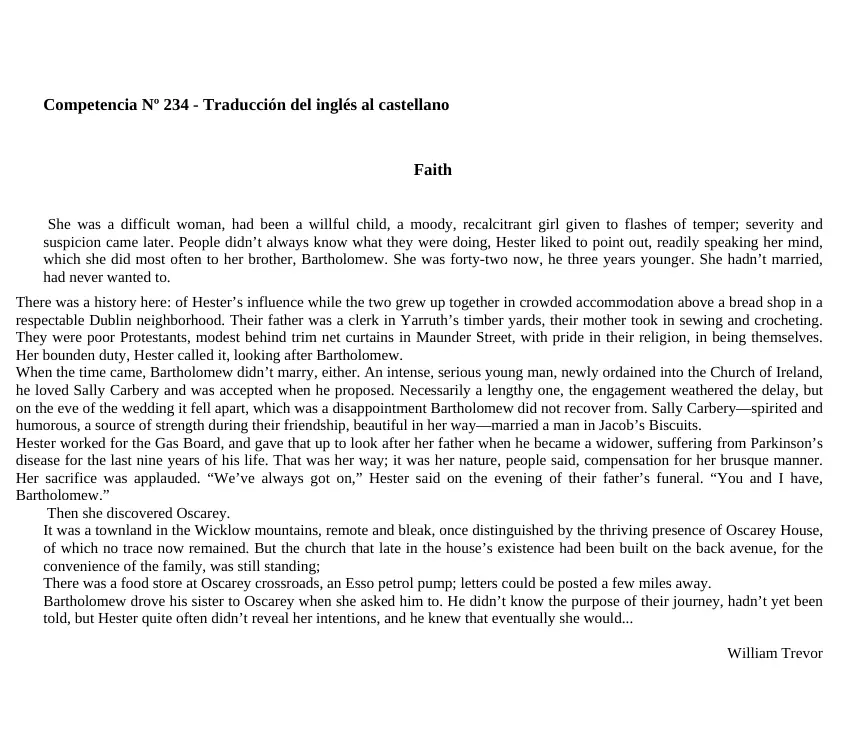 Competencia Nº 234 - Traducción del inglés al castellano
Faith
She was a difficult woman, had been a willful child, a moody, recalcitrant girl given to flashes of temper; severity and
suspicion came later. People didn’t always know what they were doing, Hester liked to point out, readily speaking her mind,
which she did most often to her brother, Bartholomew. She was forty-two now, he three years younger. She hadn’t married,
had never wanted to.
There was a history here: of Hester’s influence while the two grew up together in crowded accommodation above a bread shop in a
respectable Dublin neighborhood. Their father was a clerk in Yarruth’s timber yards, their mother took in sewing and crocheting.
They were poor Protestants, modest behind trim net curtains in Maunder Street, with pride in their religion, in being themselves.
Her bounden duty, Hester called it, looking after Bartholomew.
When the time came, Bartholomew didn’t marry, either. An intense, serious young man, newly ordained into the Church of Ireland,
he loved Sally Carbery and was accepted when he proposed. Necessarily a lengthy one, the engagement weathered the delay, but
on the eve of the wedding it fell apart, which was a disappointment Bartholomew did not recover from. Sally Carbery—spirited and
humorous, a source of strength during their friendship, beautiful in her way—married a man in Jacob’s Biscuits.
Hester worked for the Gas Board, and gave that up to look after her father when he became a widower, suffering from Parkinson’s
disease for the last nine years of his life. That was her way; it was her nature, people said, compensation for her brusque manner.
Her sacrifice was applauded. “We’ve always got on,” Hester said on the evening of their father’s funeral. “You and I have,
Bartholomew.”
Then she discovered Oscarey.
It was a townland in the Wicklow mountains, remote and bleak, once distinguished by the thriving presence of Oscarey House,
of which no trace now remained. But the church that late in the house’s existence had been built on the back avenue, for the
convenience of the family, was still standing;
There was a food store at Oscarey crossroads, an Esso petrol pump; letters could be posted a few miles away.
Bartholomew drove his sister to Oscarey when she asked him to. He didn’t know the purpose of their journey, hadn’t yet been
told, but Hester quite often didn’t reveal her intentions, and he knew that eventually she would...
William Trevor